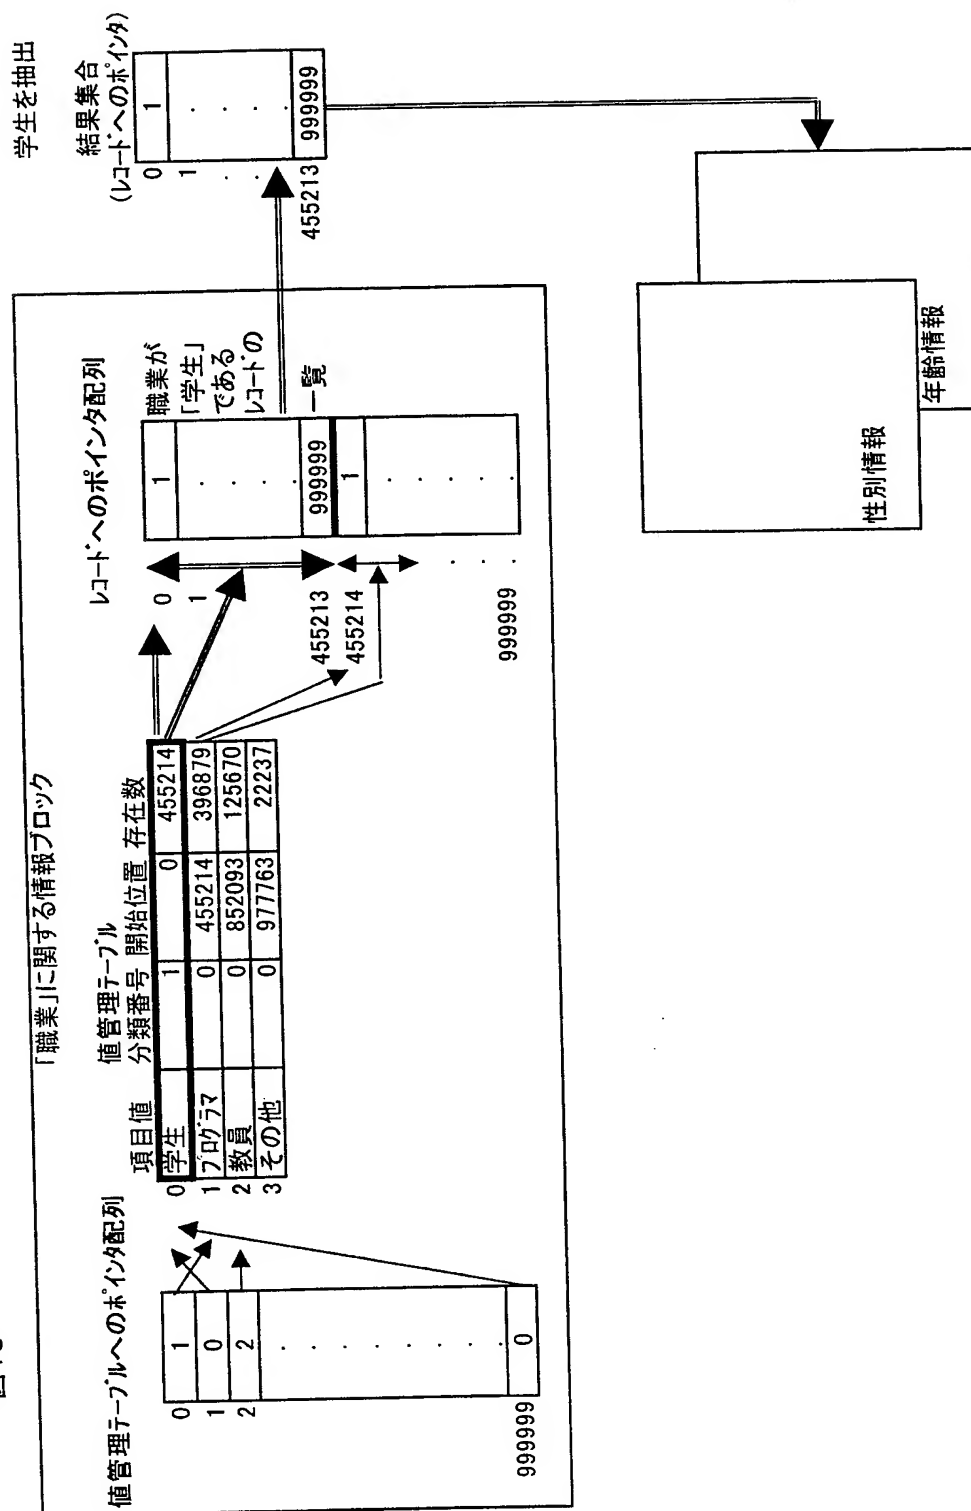 「職業」に関する情報ブロック
値管理テーブルへのポインタ配列
0 1
1 0
2 2
. . . . . . .
999999 0
値管理テーブル
項目値 分類番号 開始位置 存在数
0 学生 1 0 455214
1 プログラマ 0 455214 396879
2 教員 0 852093 125670
3 その他 0 977763 22237
レコードへのポインタ配列
0 1
1 .
. . .
455213 999999
455214 1
. . . . .
999999 .
職業が
「学生」
である
レコードの
一覧
学生を抽出
結果集合
(レコードへのポインタ)
0 1
1 .
. . .
455213 999999
性別情報
年齢情報